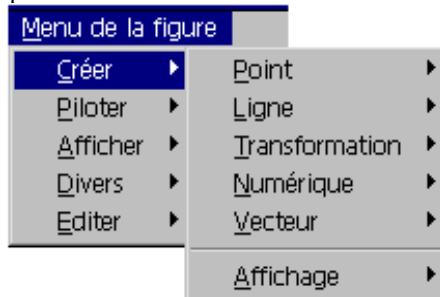 Menu de la figure
Créer
Piloter
Afficher
Divers
Editer
Point
Ligne
Transformation
Numérique
Vecteur
Affichage